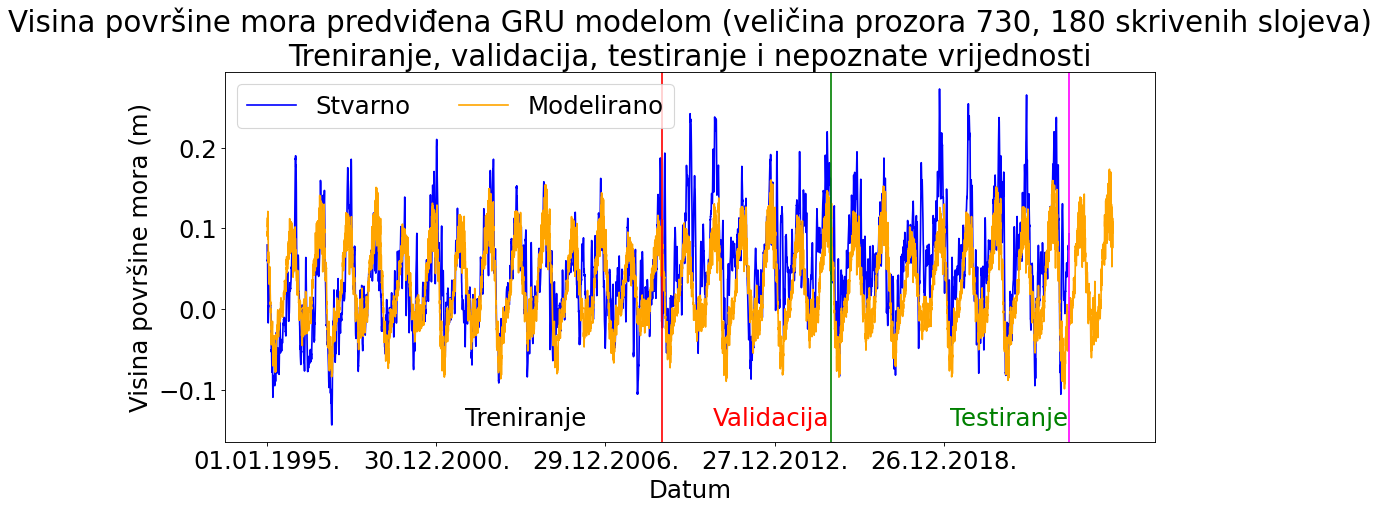 Visina površine mora predviđena GRU modelom (veličina prozora 730, 180 skrivenih slojeva)
Treniranje, validacija, testiranje i nepoznate vrijednosti
Stvarno
Modelirano
Visina površine mora (m)
0.2
0.1
0.0
−0.1
Treniranje
Validacija
Testiranje
01.01.1995.
30.12.2000.
29.12.2006.
27.12.2012.
26.12.2018.
Datum